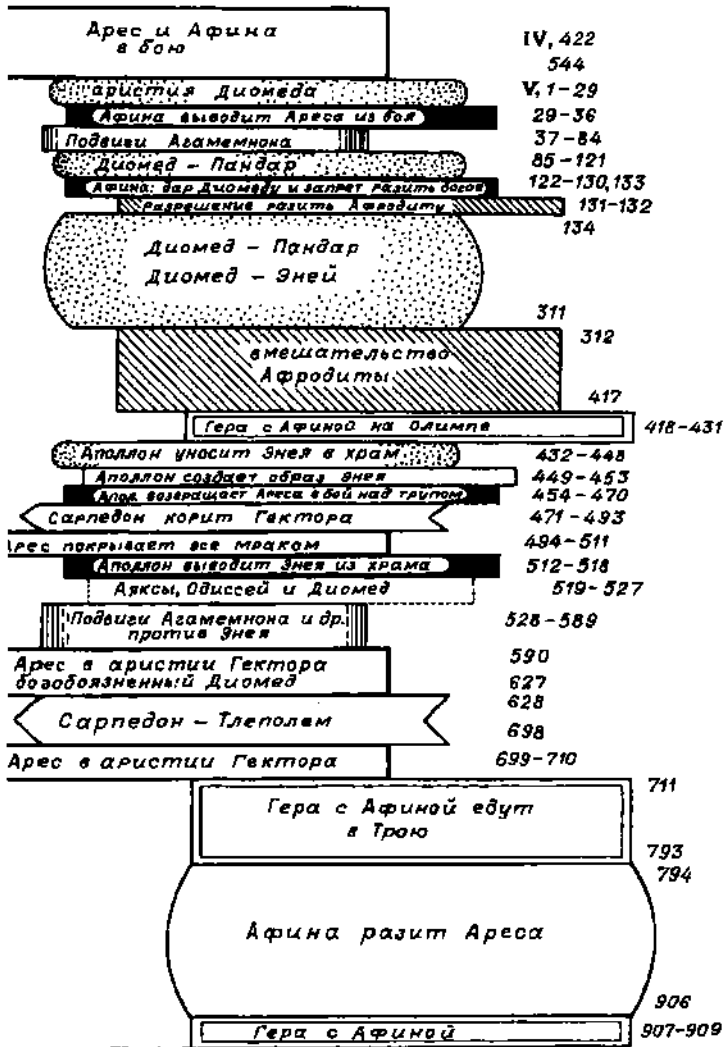 Арес и Афина
в бою
IV, 422
544
аристия Диомеда
V, 1-29
Афина выводит Ареса из боя
29-36
Подвиги Агамемнона
37-84
Диомед - Пандар
85-121
Афина: дар Диомеду и запрет разить богов
122-130,133
разрешение разить Афродиту
131-132
134
Диомед - Пандар
Диомед - Эней
311
312
вмешательство
Афродиты
417
Гера с Афиной на Олимпе
418-431
Аполлон уносит Энея в храм
432-448
Аполлон создает образ Энея
449-453
Апол. возвращает Ареса в бой над трупом
454-470
Сарпедон корит Гектора
471-493
Арес покрывает все мраком
494-511
Аполлон выводит Энея из храма
512-518
Аяксы, Одиссей и Диомед
519-527
Подвиги Агамемнона и др.
против Энея
528-589
Арес в аристии Гектора
590
богобоязненный Диомед
627
628
Сарпедон - Тлеполем
698
Арес в аристии Гектора
699-710
711
Гера с Афиной едут
в Трою
793
794
Афина разит Ареса
906
Гера с Афиной
907-909